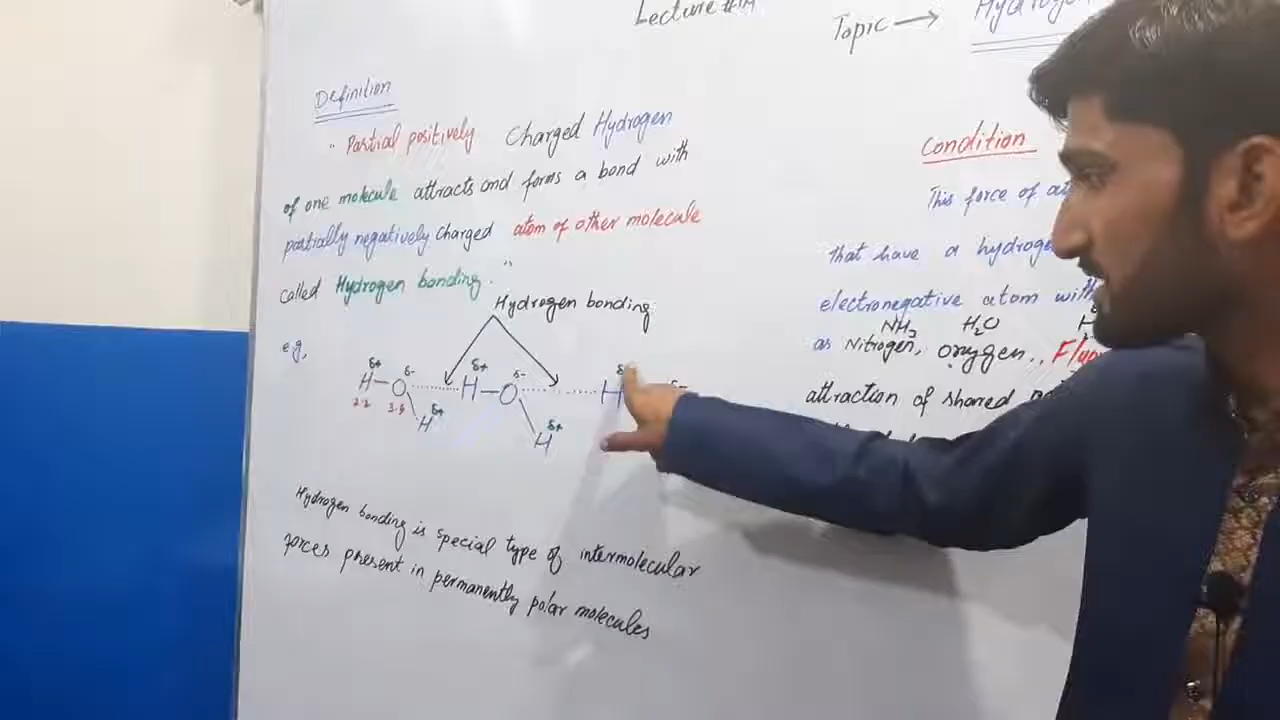 Lecture #14
Topic →
Definition
" Partial positively Charged Hydrogen
of one molecule attracts and forms a bond with
partially negatively charged atom of other molecule
called Hydrogen bonding. "
Hydrogen bonding
e.g,
δ+ δ- δ+ δ- δ-
H-O ........ H-O ........ H
2.2 3.5
δ+ δ+
H H
Hydrogen bonding is special type of intermolecular
forces present in permanently polar molecules
Condition
This force of
that have a
electronegative atom
NH₃ H₂O
as Nitrogen, oxygen,
attraction of shared